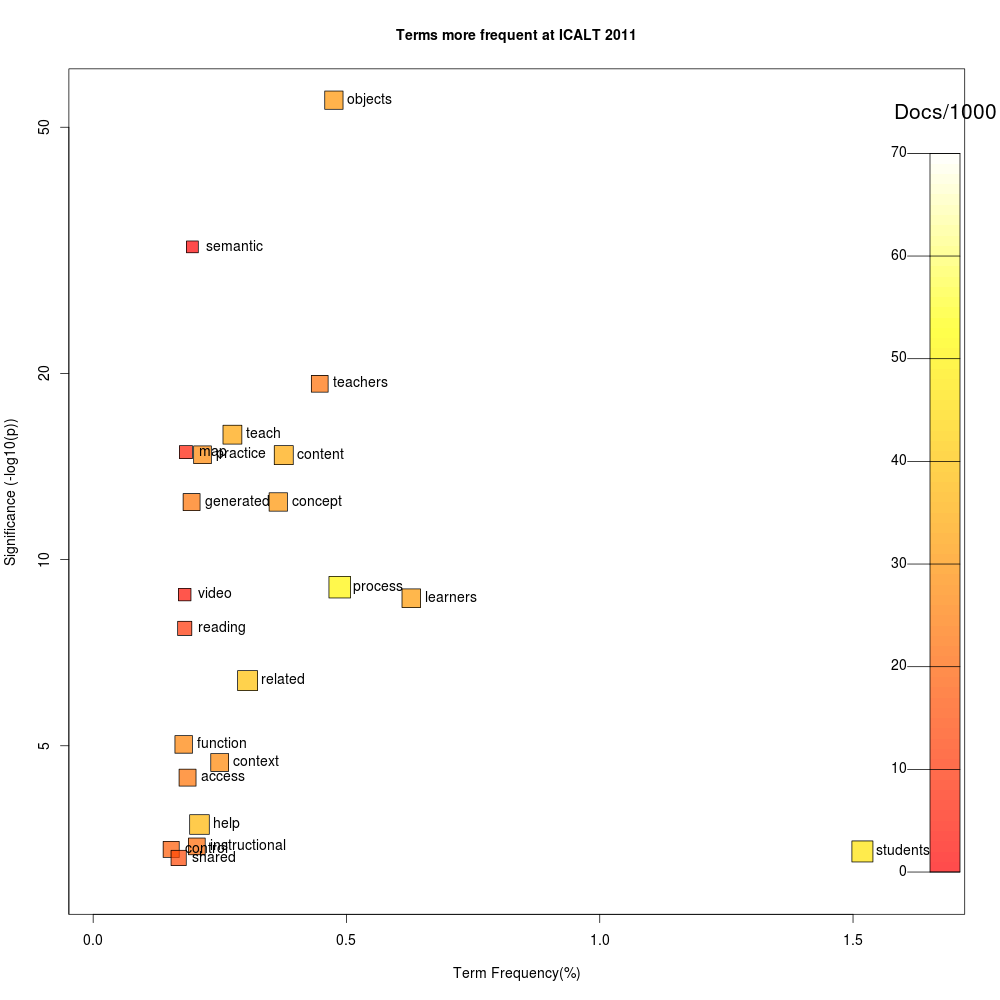 Terms more frequent at ICALT 2011
objects
Docs/1000
50
70
semantic
60
50
20
teachers
teach
map
practice
content
40
generated
concept
Significance (-log10(p))
10
30
process
video
learners
reading
20
related
5
function
context
10
access
help
instructional
control
students
shared
0
0.0
0.5
1.0
1.5
Term Frequency(%)